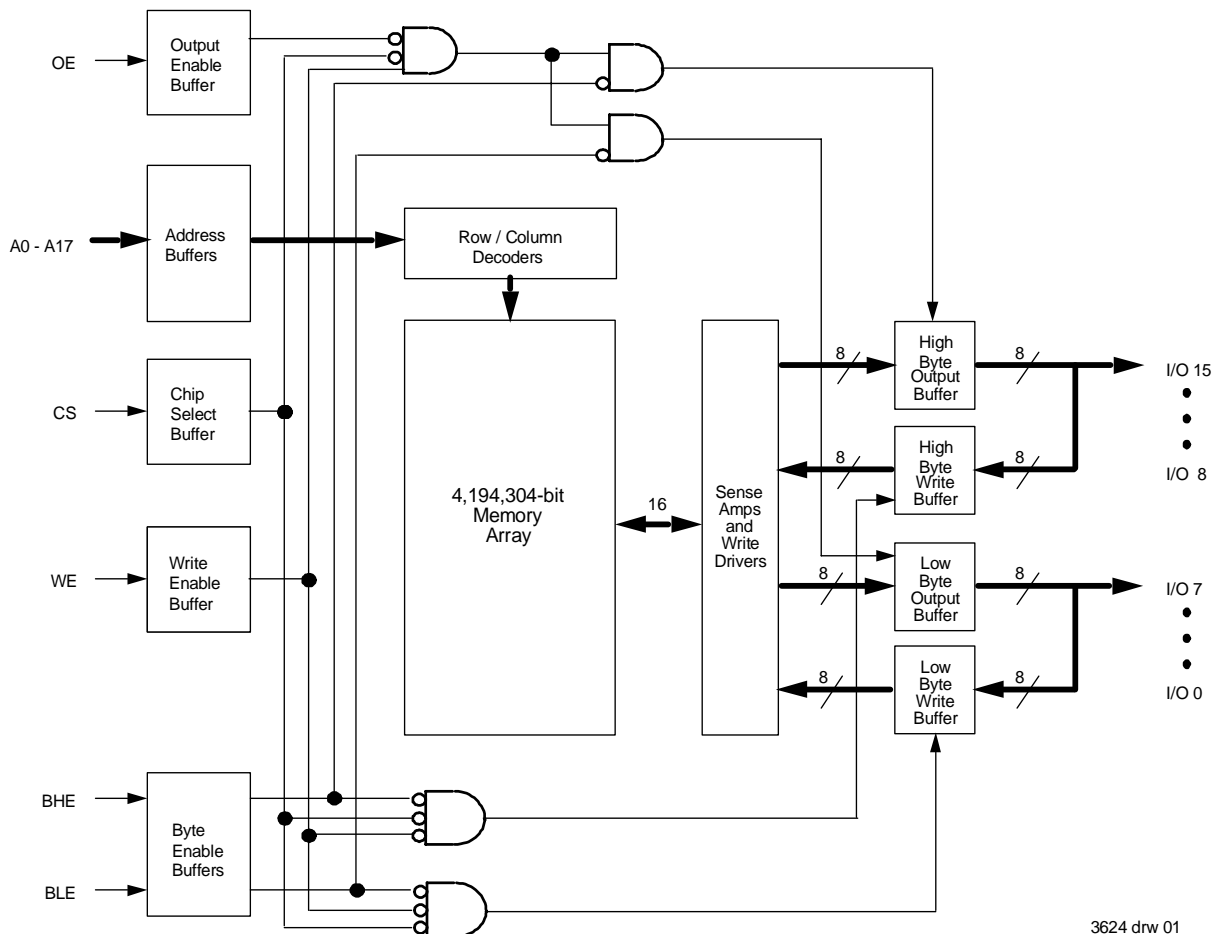 OE
Output
Enable
Buffer
A0 - A17
Address
Buffers
Row / Column
Decoders
CS
Chip
Select
Buffer
WE
Write
Enable
Buffer
4,194,304-bit
Memory
Array
16
Sense
Amps
and
Write
Drivers
8
High
Byte
Output
Buffer
8
I/O 15
8
High
Byte
Write
Buffer
8
I/O 8
8
Low
Byte
Output
Buffer
8
I/O 7
8
Low
Byte
Write
Buffer
8
I/O 0
BHE
Byte
Enable
Buffers
BLE
3624 drw 01